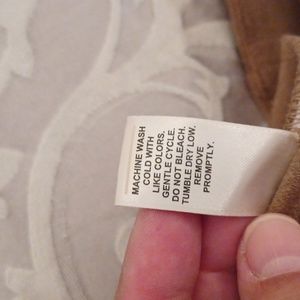 MACHINE WASH
COLD WITH
LIKE COLORS.
GENTLE CYCLE.
DO NOT BLEACH.
TUMBLE DRY LOW.
REMOVE
PROMPTLY.